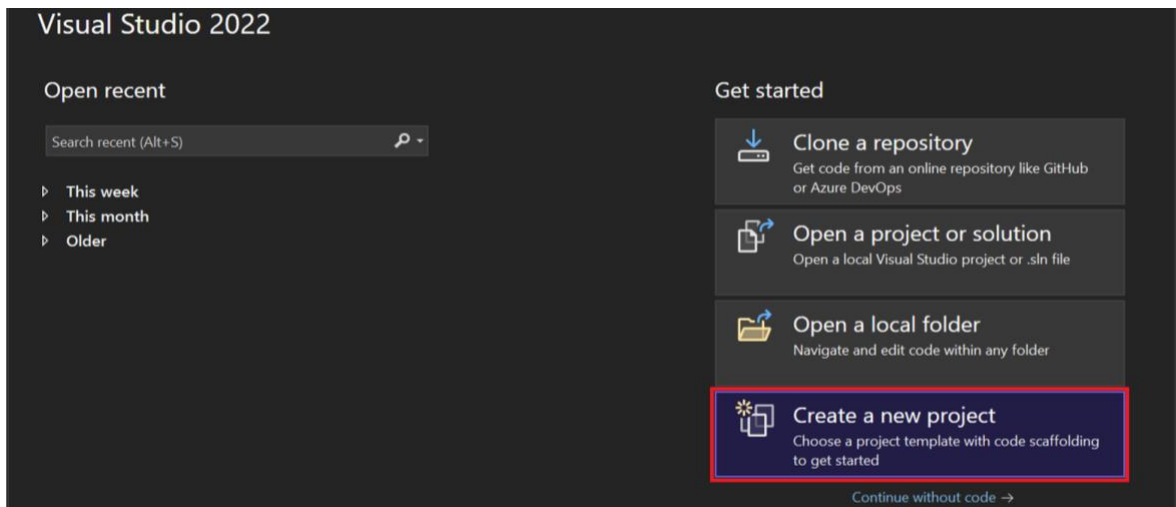 Visual Studio 2022
Open recent
Search recent (Alt+S)
This week
This month
Older
Get started
Clone a repository
Get code from an online repository like GitHub
or Azure DevOps
Open a project or solution
Open a local Visual Studio project or .sln file
Open a local folder
Navigate and edit code within any folder
Create a new project
Choose a project template with code scaffolding
to get started
Continue without code →